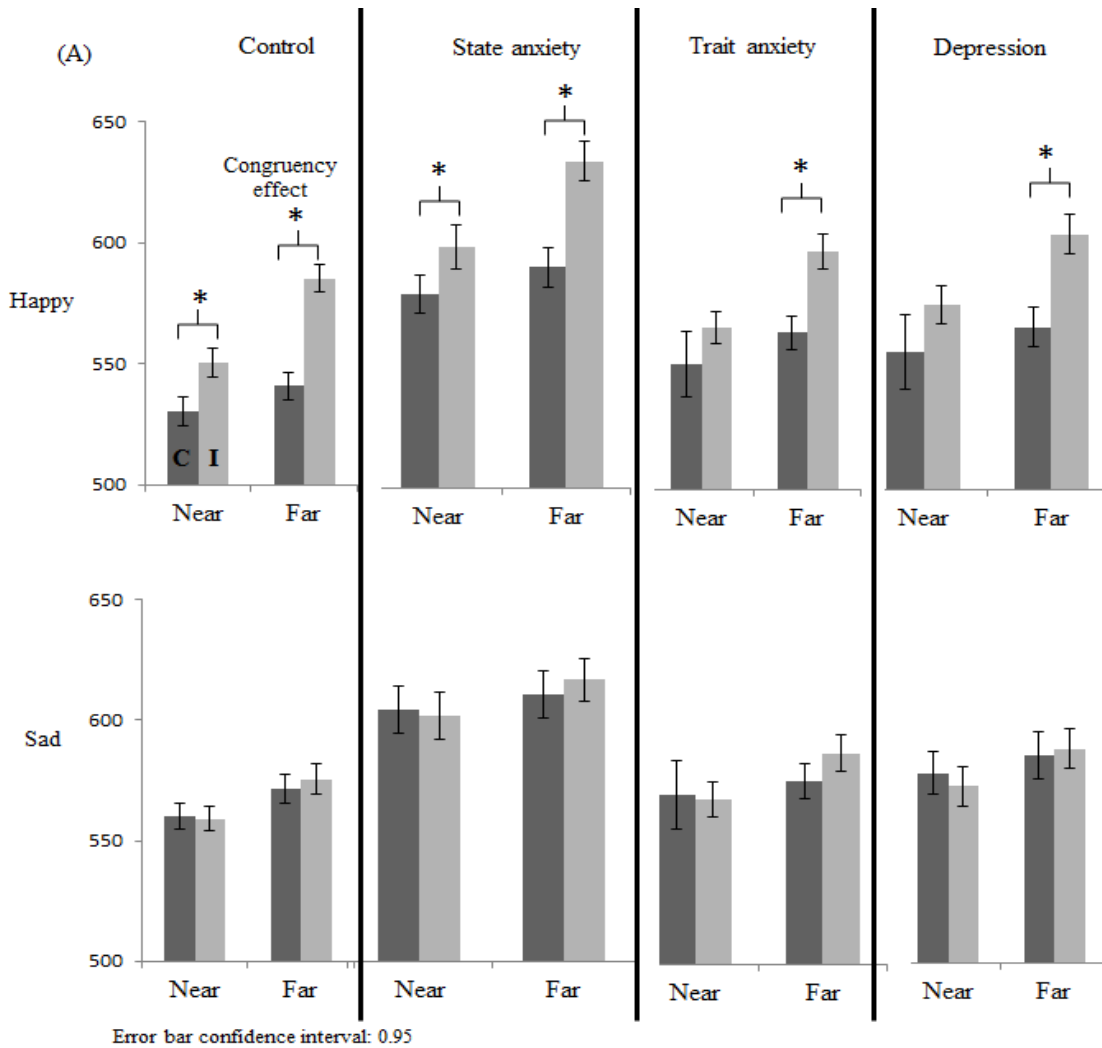 (A)
Control
State anxiety
Trait anxiety
Depression
Happy
650
600
550
500
Congruency
effect
*
*
*
*
*
*
C I
Near Far
Near Far
Near Far
Near Far
Sad
650
600
550
500
Near Far
Near Far
Near Far
Near Far
Error bar confidence interval: 0.95